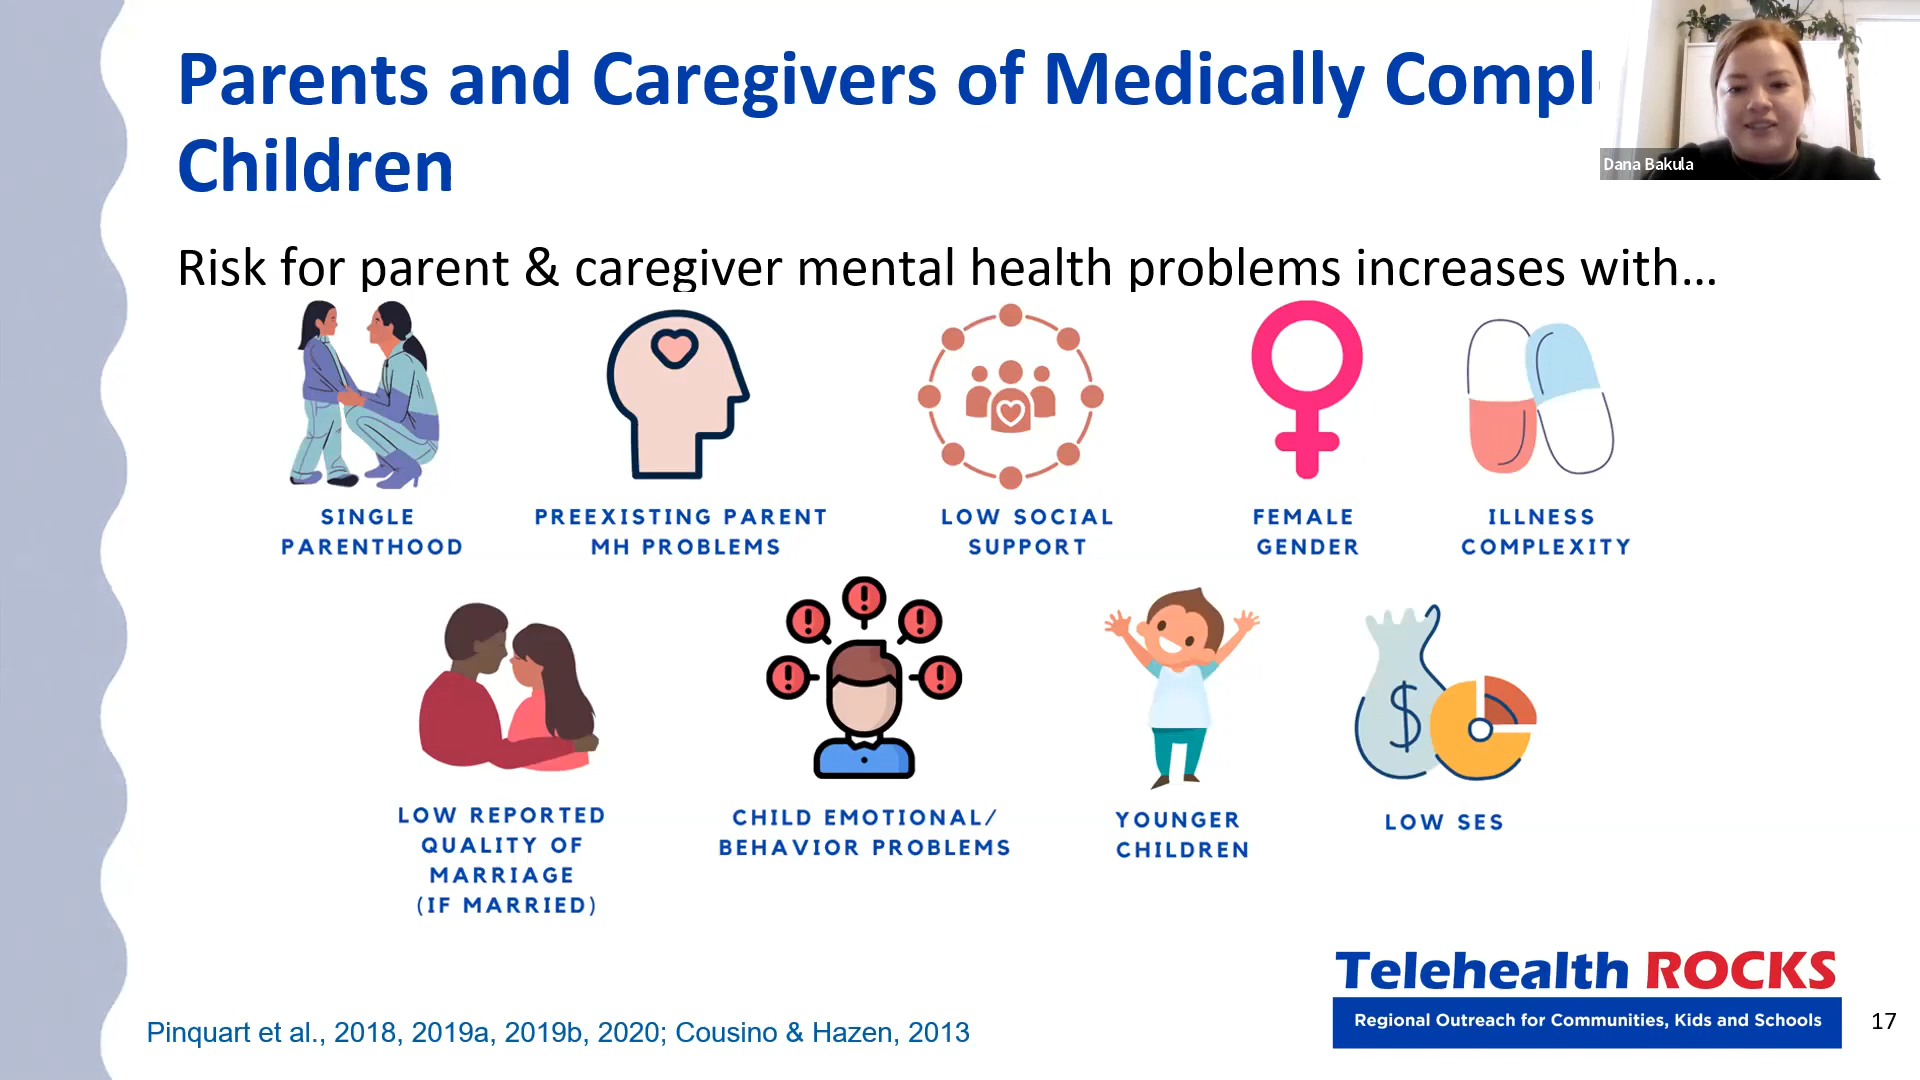 Parents and Caregivers of Medically Compl
Children
Dana Bakula
Risk for parent & caregiver mental health problems increases with...
SINGLE
PARENTHOOD
PREEXISTING PARENT
MH PROBLEMS
LOW SOCIAL
SUPPORT
FEMALE
GENDER
ILLNESS
COMPLEXITY
$
LOW REPORTED
QUALITY OF
MARRIAGE
(IF MARRIED)
CHILD EMOTIONAL/
BEHAVIOR PROBLEMS
YOUNGER
CHILDREN
LOW SES
Telehealth ROCKS
Regional Outreach for Communities, Kids and Schools
Pinquart et al., 2018, 2019a, 2019b, 2020; Cousino & Hazen, 2013
17